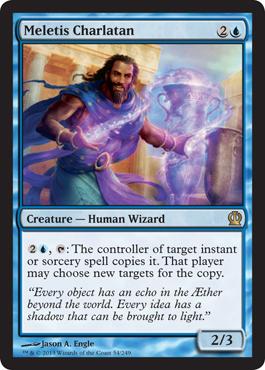 Meletis Charlatan 2
Creature — Human Wizard
2 , : The controller of target instant
or sorcery spell copies it. That player
may choose new targets for the copy.
“Every object has an echo in the Æther
beyond the world. Every idea has a
shadow that can be brought to light.”
Jason A. Engle
™ & © 2013 Wizards of the Coast 54/249
2/3